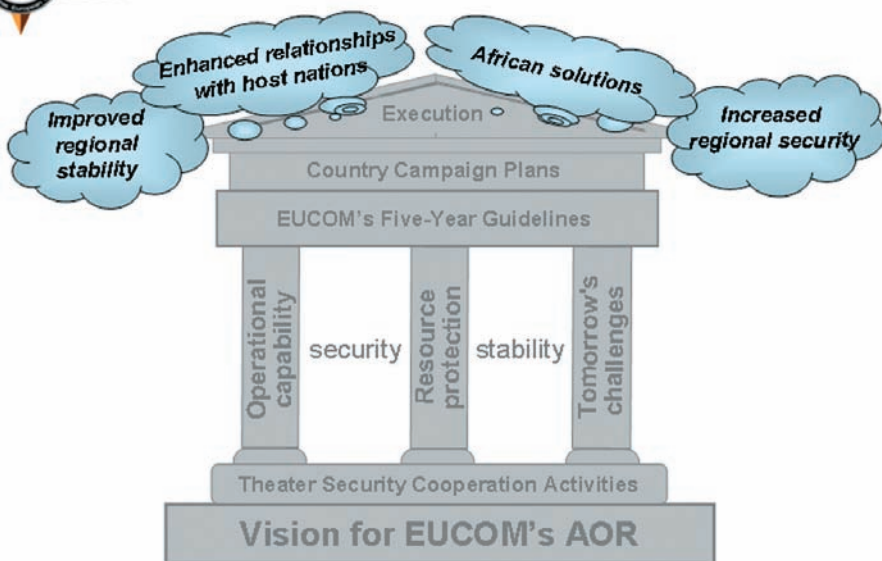 Enhanced relationships
with host nations
African solutions
Improved
regional
stability
Increased
regional security
Execution
Country Campaign Plans
EUCOM's Five-Year Guidelines
Operational
capability
security
Resource
protection
stability
Tomorrow's
challenges
Theater Security Cooperation Activities
Vision for EUCOM's AOR